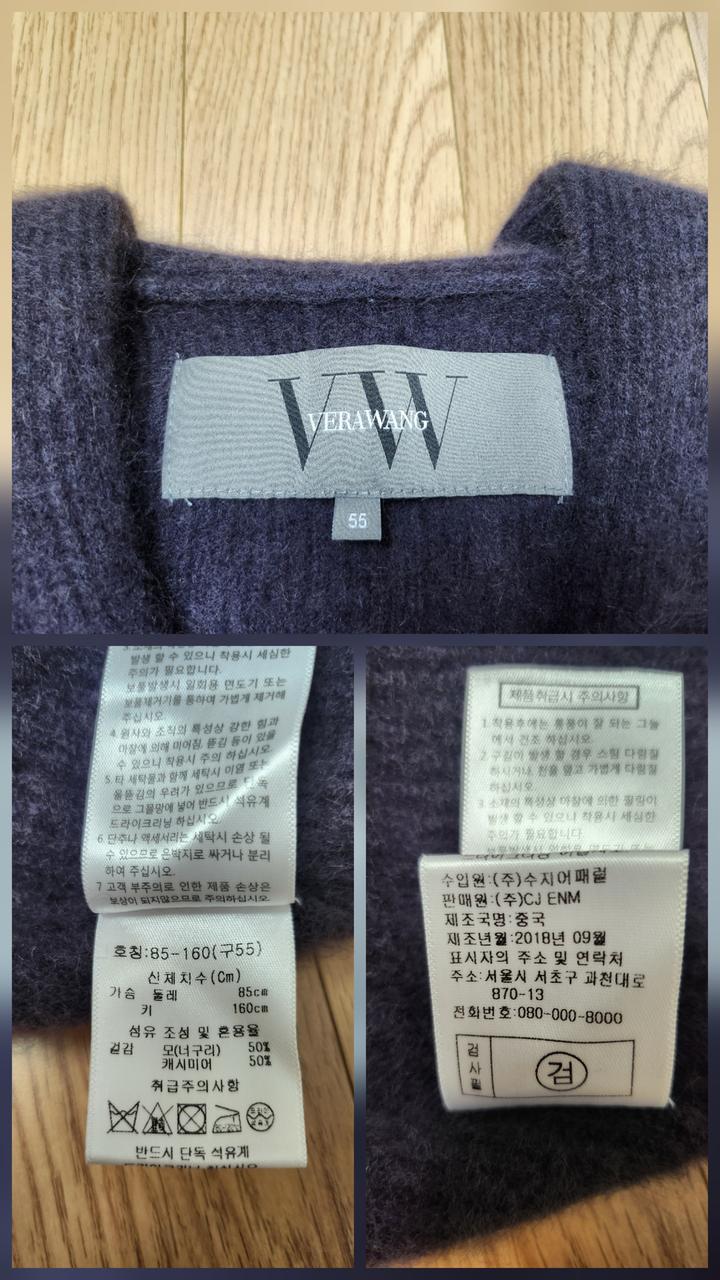 VW
VERAWANG
55
발생 할 수 있으니 착용시 세심한
주의가 필요합니다.
보풀발생시 일회용 면도기 또는
보풀제거기를 통하여 가볍게 제거해
주십시오.
4. 원사와 조직의 특성상 강한 힘과
마찰에 의해 미어짐, 뜯김 등이 있을
수 있으니 착용시 주의 하십시오.
5. 타 세탁물과 함께 세탁시 이염 또는
올뜯김의 우려가 있으므로 단독
으로 그물망에 넣어 반드시 석유계
드라이크리닝 하십시오.
6. 단추나 액세서리는 세탁시 손상 될
수 있으므로 은박지로 싸거나 분리
하여 주십시오.
7 고객 부주의로 인한 제품 손상은
보상이 되지않으므로 주의하십시오.
호칭:85-160(구55)
신체치수(Cm)
가슴 둘레 85cm
키 160cm
섬유 조성 및 혼용율
겉감 모(너구리) 50%
캐시미어 50%
취급주의사항
반드시 단독 석유계
제품취급시 주의사항
1. 착용후에는 통풍이 잘 되는 그늘
에서 건조 하십시오.
2. 구김이 발생 할 경우 스팀 다림질
하시거나, 천을 덮고 가볍게 다림질
하십시오.
3. 소재의 특성상 마찰에 의한 필링이
발생 할 수 있으니 착용시 세심한
주의가 필요합니다.
수입원:(주)수지어패럴
판매원:(주)CJ ENM
제조국명:중국
제조년월:2018년 09월
표시자의 주소 및 연락처
주소:서울시 서초구 과천대로
870-13
전화번호:080-000-8000
검사필
검